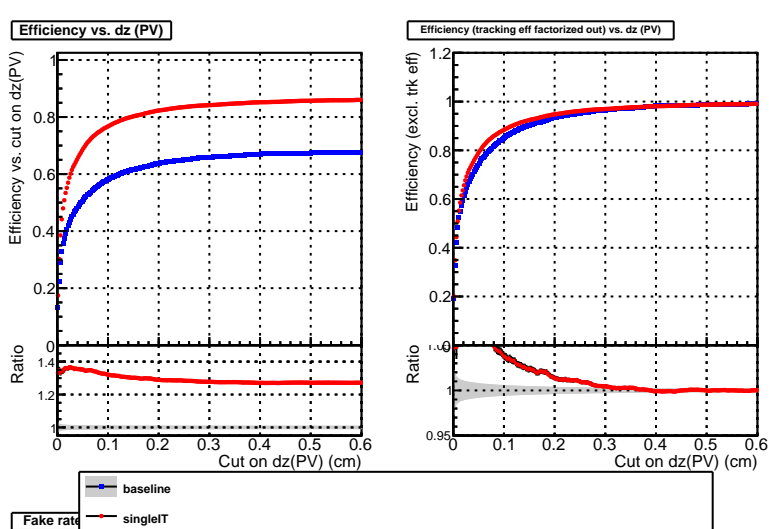 Efficiency vs. dz (PV)
Efficiency vs. cut on dz(PV)
1
0.8
0.6
0.4
0.2
0
Ratio
1.4
1.2
1
0 0.1 0.2 0.3 0.4 0.5 0.6
Cut on dz(PV) (cm)
Efficiency (tracking eff factorized out) vs. dz (PV)
Efficiency (excl. trk eff)
1.2
1
0.8
0.6
0.4
0.2
0
Ratio
1
0.95
0 0.1 0.2 0.3 0.4 0.5 0.6
Cut on dz(PV) (cm)
baseline
singleIT
Fake rate